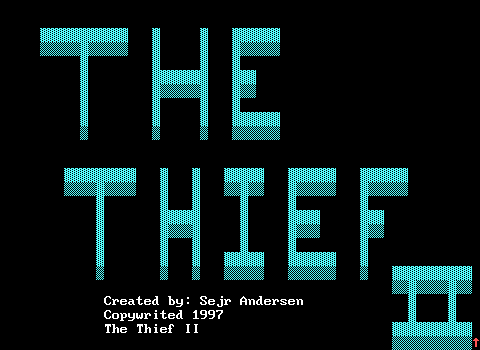 THE
THIEF
II
Created by: Sejr Andersen
Copywrited 1997
The Thief II